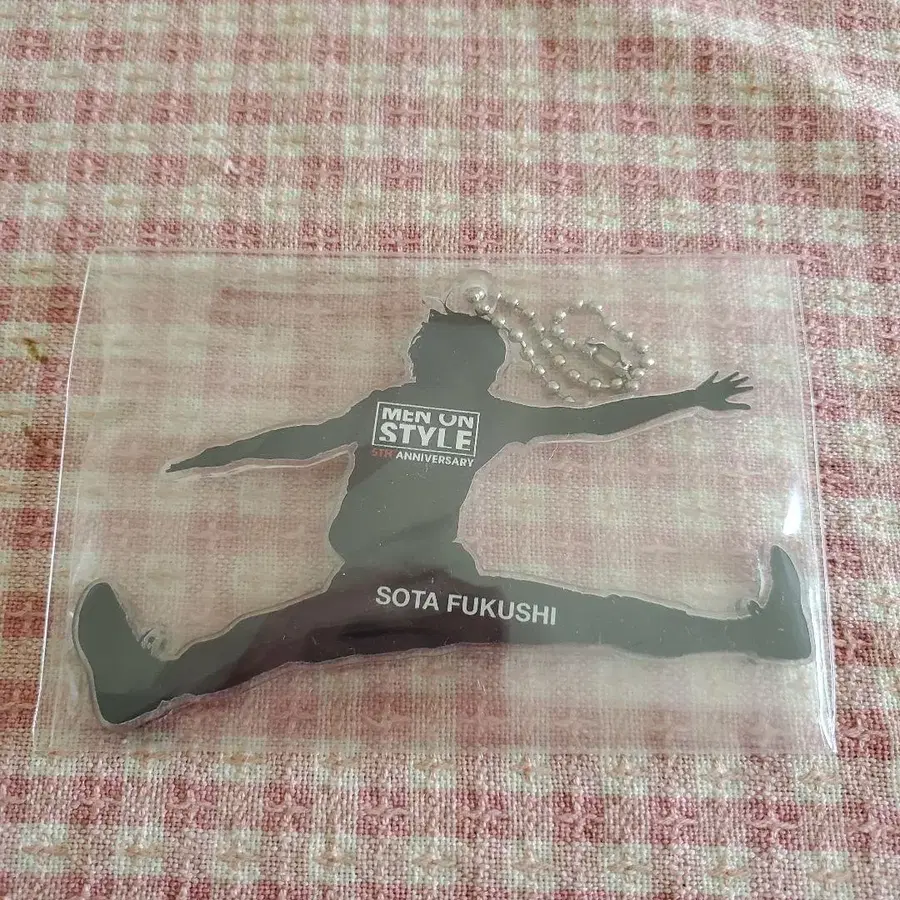 MEN ON
STYLE
5TH ANNIVERSARY
SOTA FUKUSHI